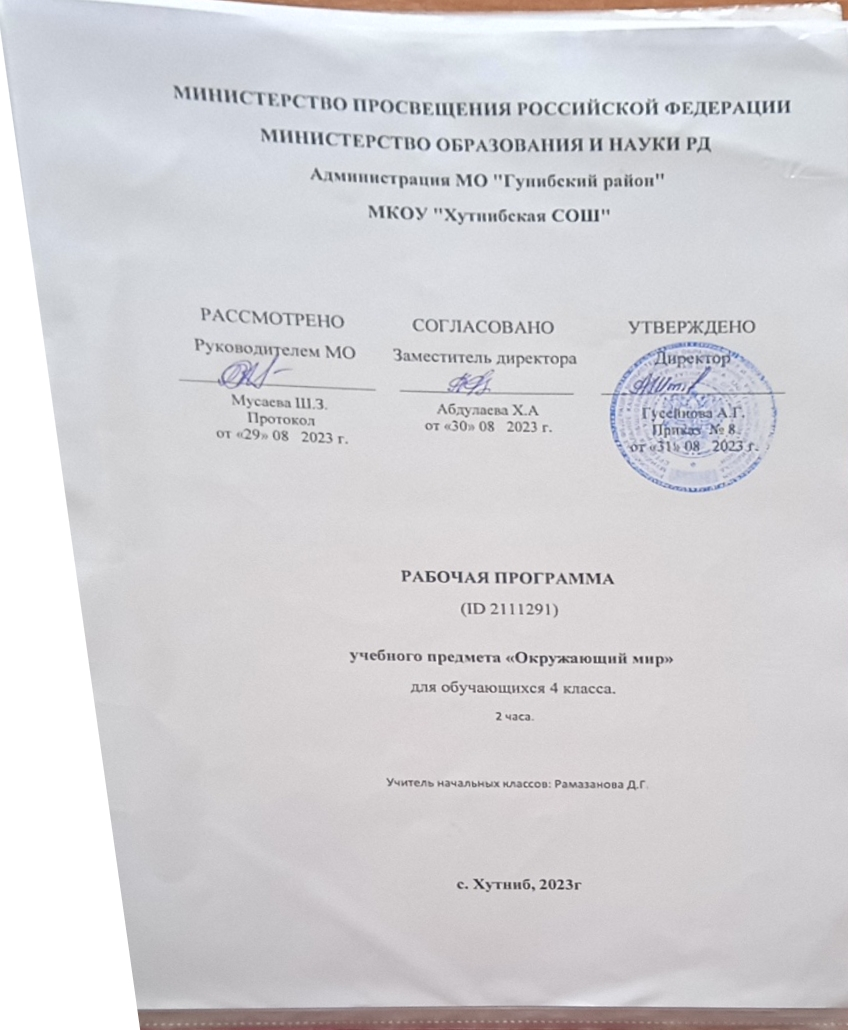 МИНИСТЕРСТВО ПРОСВЕЩЕНИЯ РОССИЙСКОЙ ФЕДЕРАЦИИ
МИНИСТЕРСТВО ОБРАЗОВАНИЯ И НАУКИ РД
Администрация МО "Гунибский район"
МКОУ "Хутнибская СОШ"
РАССМОТРЕНО
Руководителем МО
Мусаева Ш.З.
Протокол
от «29» 08 2023 г.
СОГЛАСОВАНО
Заместитель директора
Абдулаева Х.А
от «30» 08 2023 г.
УТВЕРЖДЕНО
Директор
Гусейнова А.Г.
Приказ № 8.
от «31» 08 2023 г.
РАБОЧАЯ ПРОГРАММА
(ID 2111291)
учебного предмета «Окружающий мир»
для обучающихся 4 класса.
2 часа.
Учитель начальных классов: Рамазанова Д.Г.
с. Хутниб, 2023г